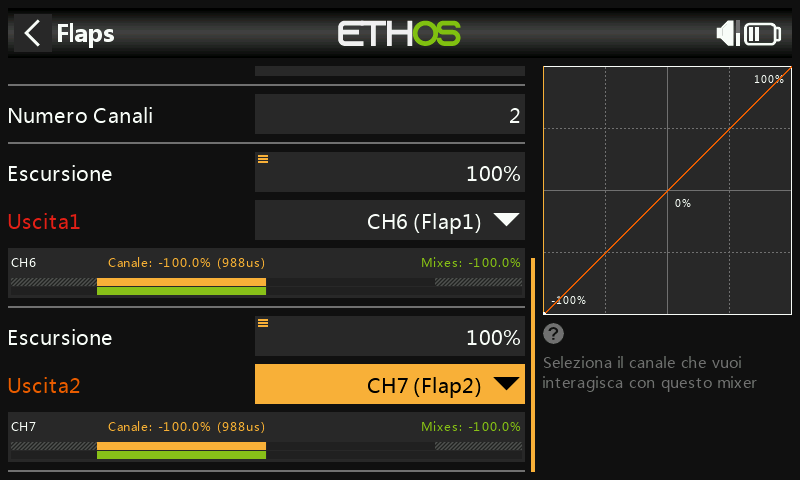 Flaps
ETHOS
Numero Canali
2
Escursione
100%
Uscita1
CH6 (Flap1)
CH6
Canale: -100.0% (988us)
Mixes: -100.0%
Escursione
100%
Uscita2
CH7 (Flap2)
CH7
Canale: -100.0% (988us)
Mixes: -100.0%
100%
0%
-100%
?
Seleziona il canale che vuoi
interagisca con questo mixer